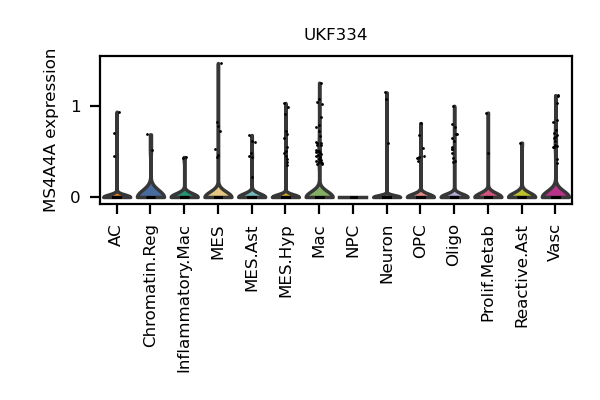 UKF334
MS4A4A expression
1
0
AC
Chromatin.Reg
Inflammatory.Mac
MES
MES.Ast
MES.Hyp
Mac
NPC
Neuron
OPC
Oligo
Prolif.Metab
Reactive.Ast
Vasc